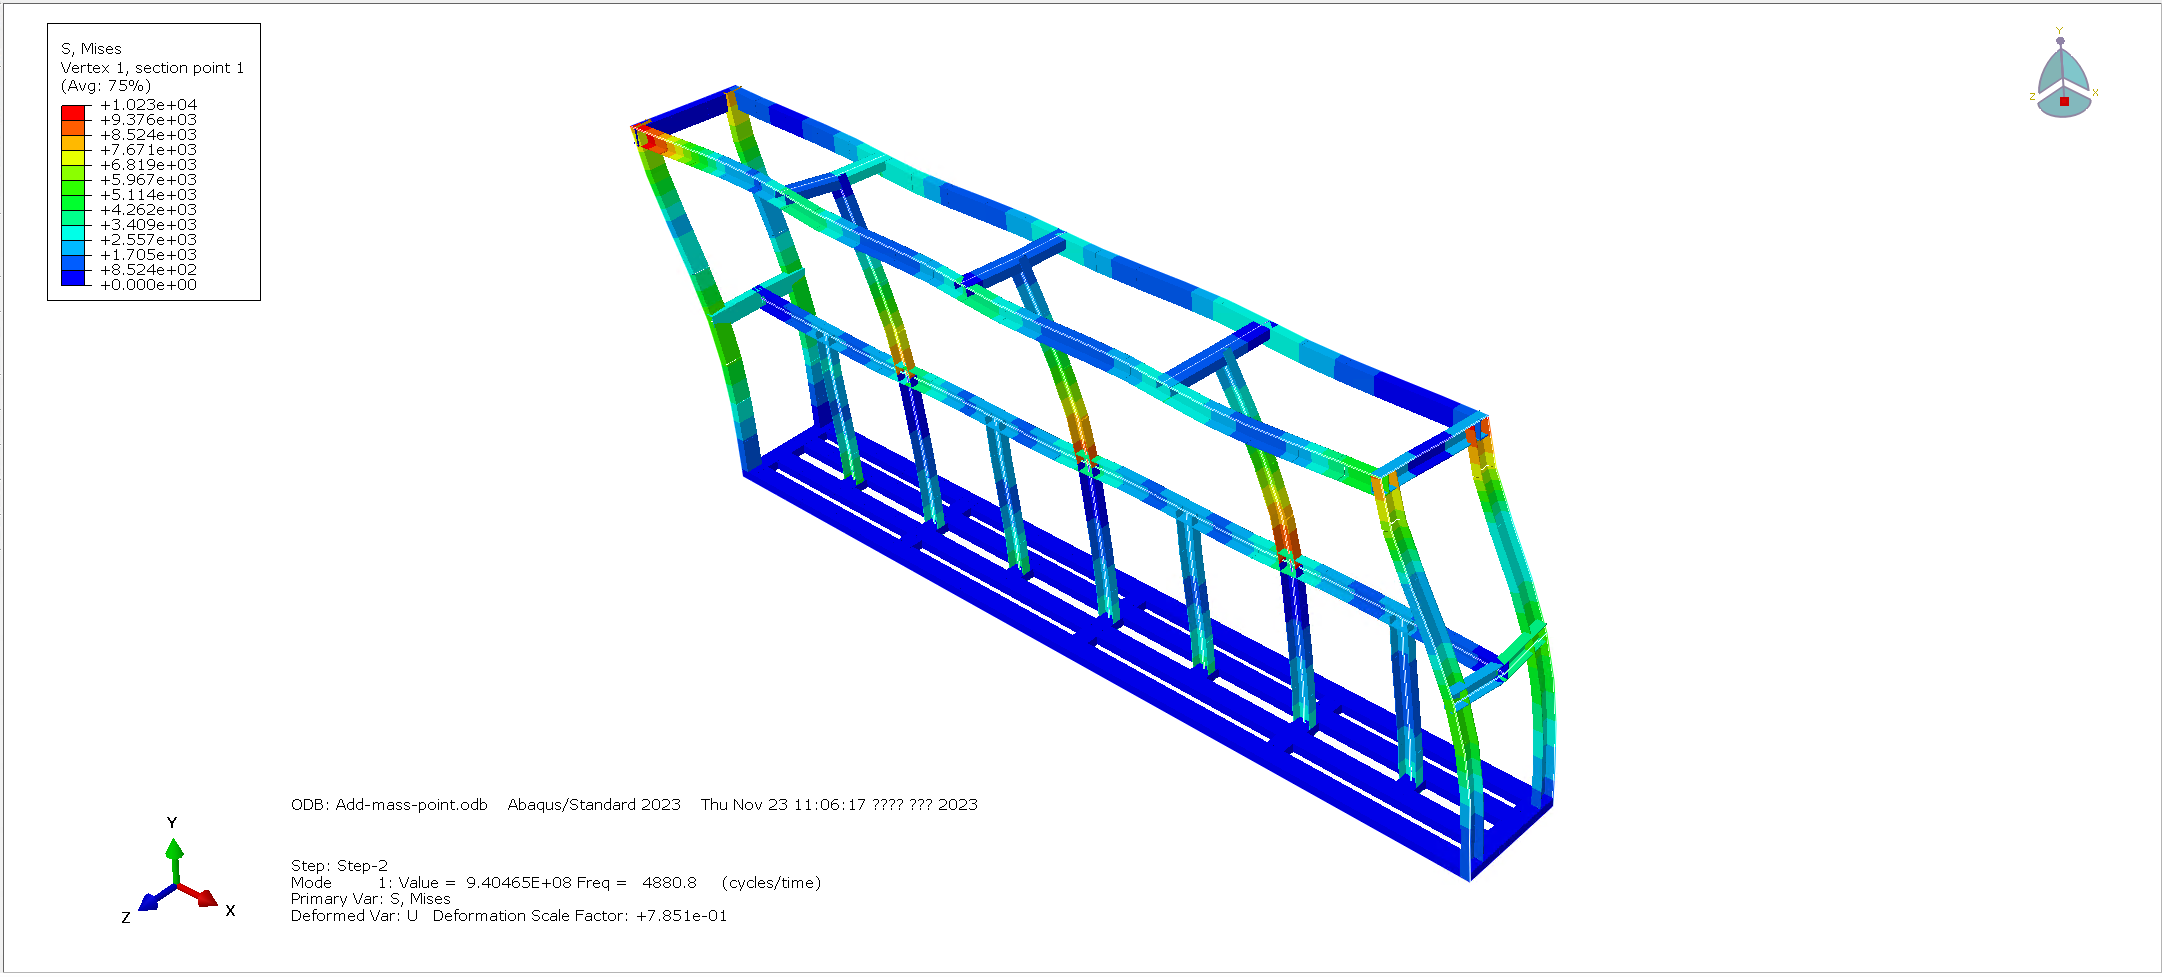 S, Mises
Vertex 1, section point 1
(Avg: 75%)
+1.023e+04
+9.376e+03
+8.524e+03
+7.671e+03
+6.819e+03
+5.967e+03
+5.114e+03
+4.262e+03
+3.409e+03
+2.557e+03
+1.705e+03
+8.524e+02
+0.000e+00
Y
Z
X
ODB: Add-mass-point.odb Abaqus/Standard 2023 Thu Nov 23 11:06:17 ???? ??? 2023
Y
Z
X
Step: Step-2
Mode 1: Value = 9.40465E+08 Freq = 4880.8 (cycles/time)
Primary Var: S, Mises
Deformed Var: U Deformation Scale Factor: +7.851e-01